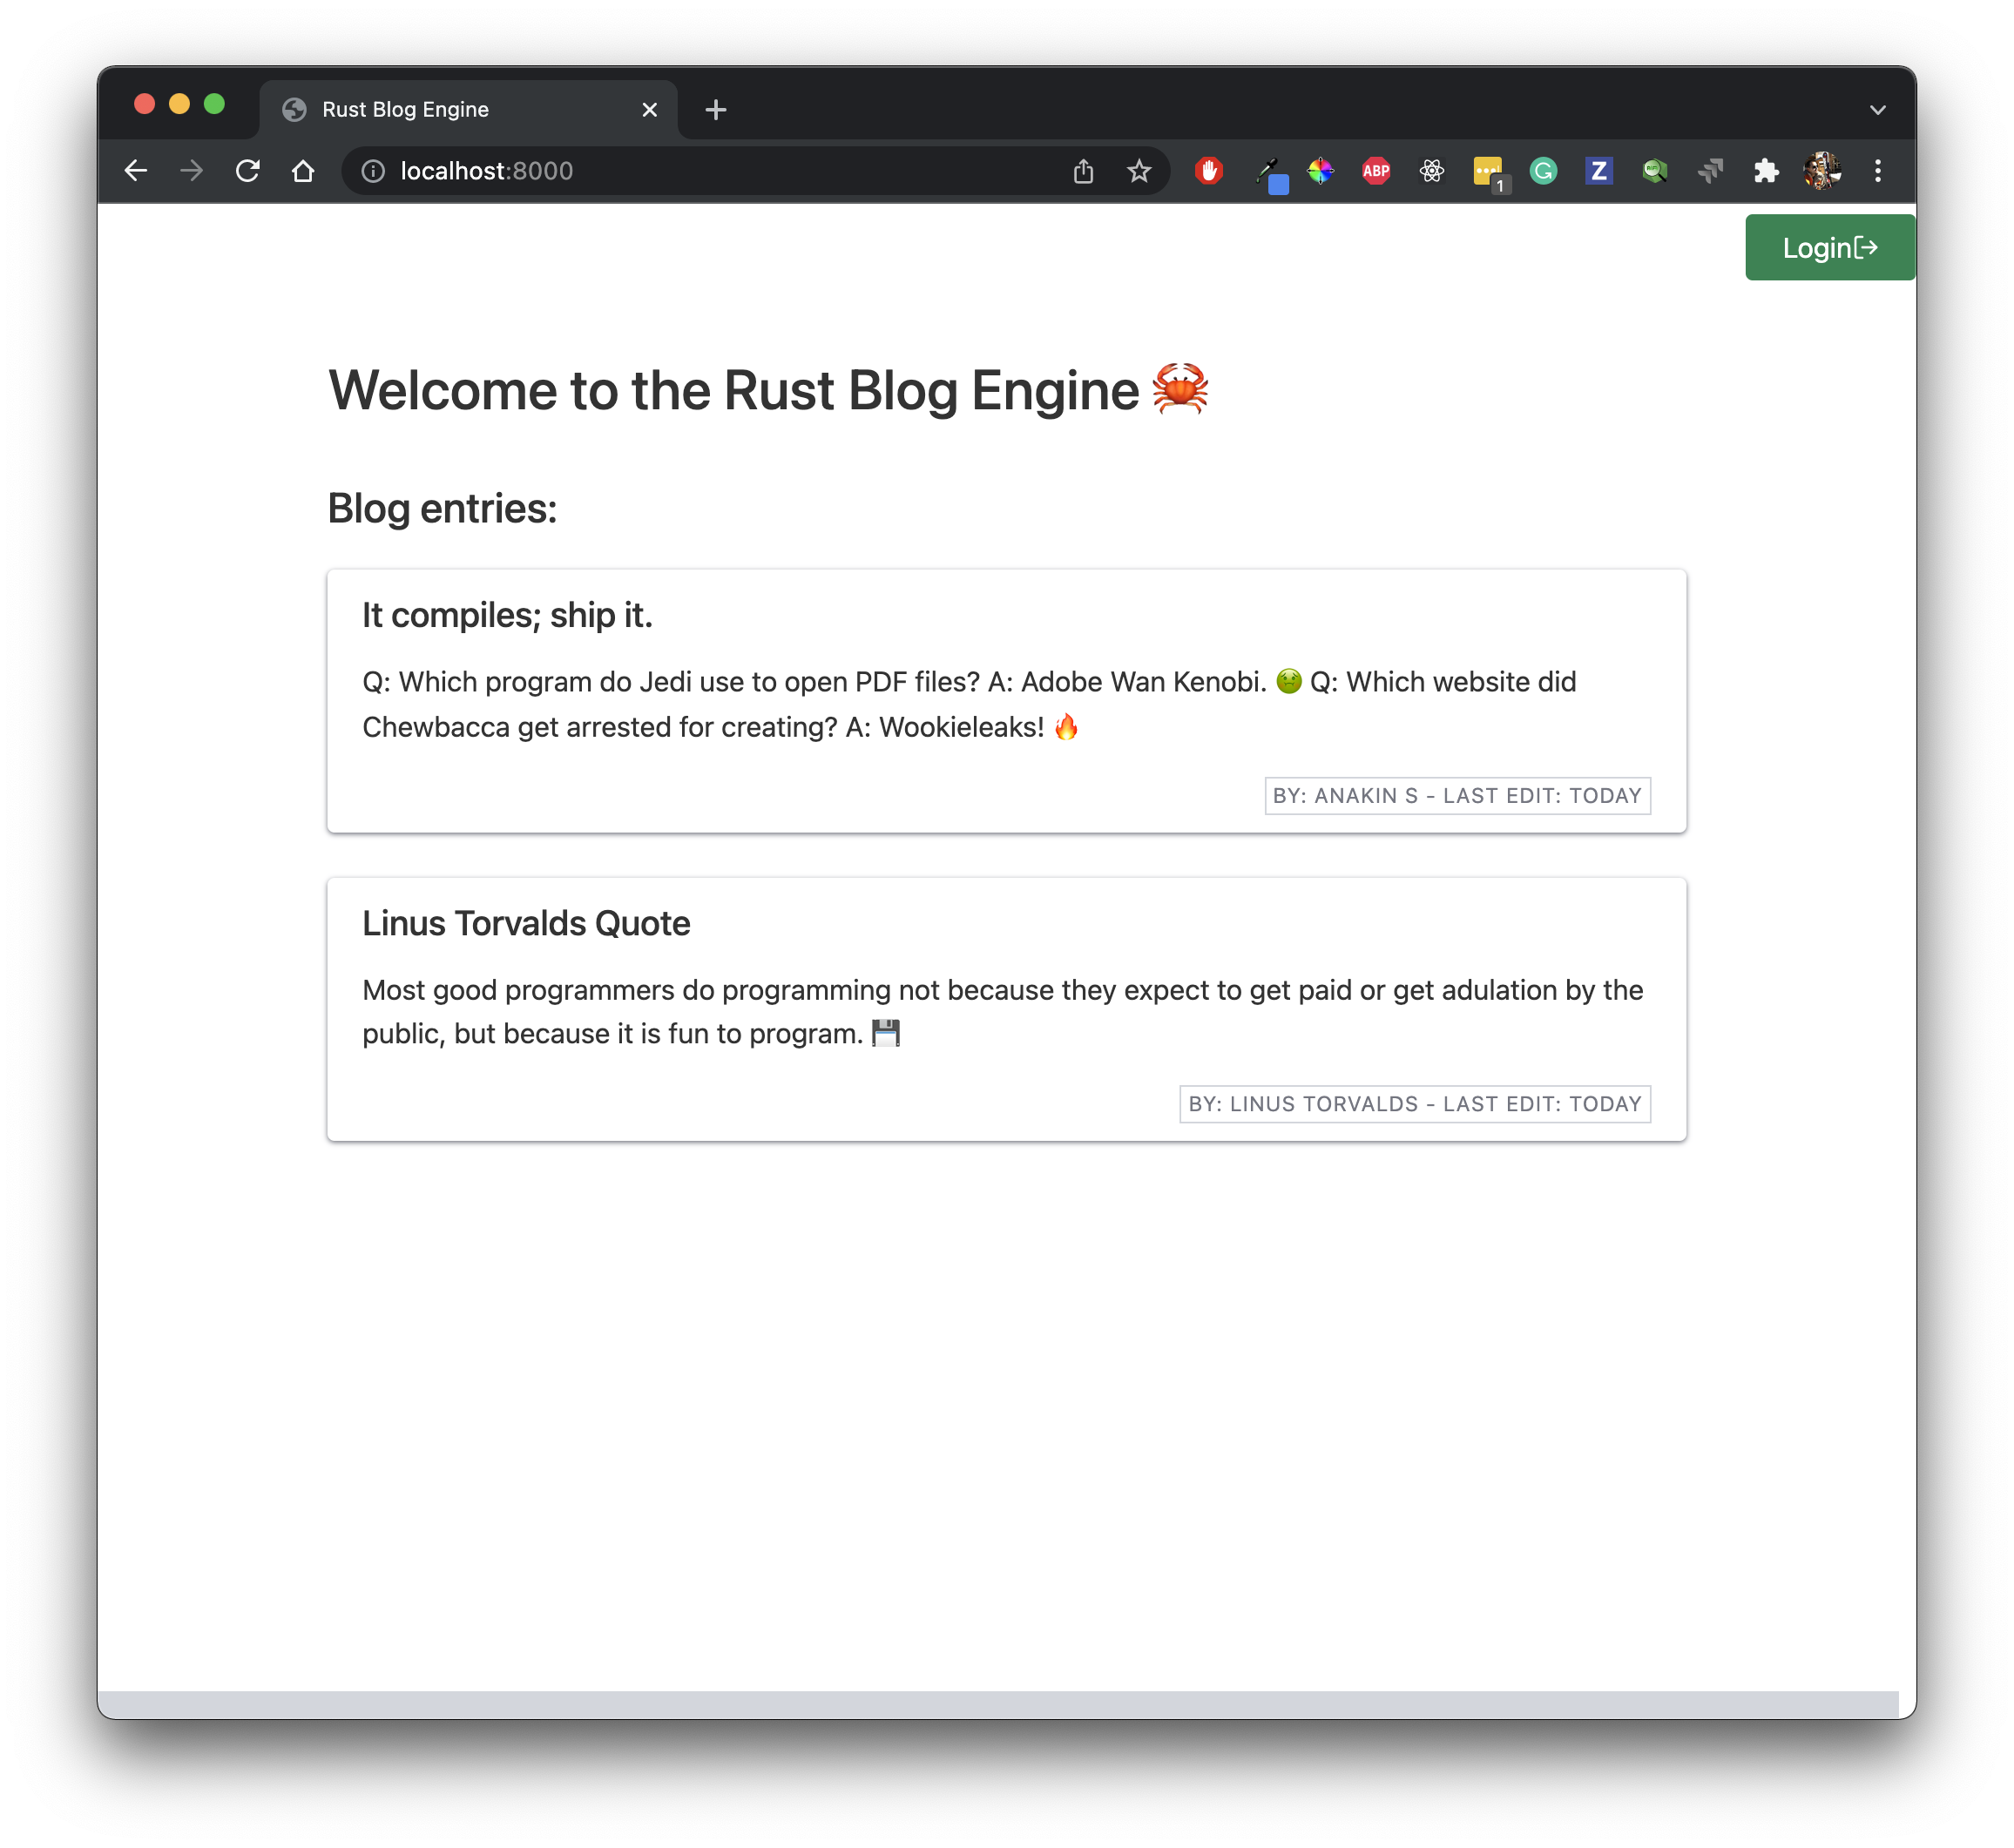 Rust Blog Engine
localhost:8000
ABP
1
G
Z
Login
Welcome to the Rust Blog Engine 🦀
Blog entries:
It compiles; ship it.
Q: Which program do Jedi use to open PDF files? A: Adobe Wan Kenobi. 🤢 Q: Which website did
Chewbacca get arrested for creating? A: Wookieleaks! 🔥
BY: ANAKIN S - LAST EDIT: TODAY
Linus Torvalds Quote
Most good programmers do programming not because they expect to get paid or get adulation by the
public, but because it is fun to program. 💾
BY: LINUS TORVALDS - LAST EDIT: TODAY